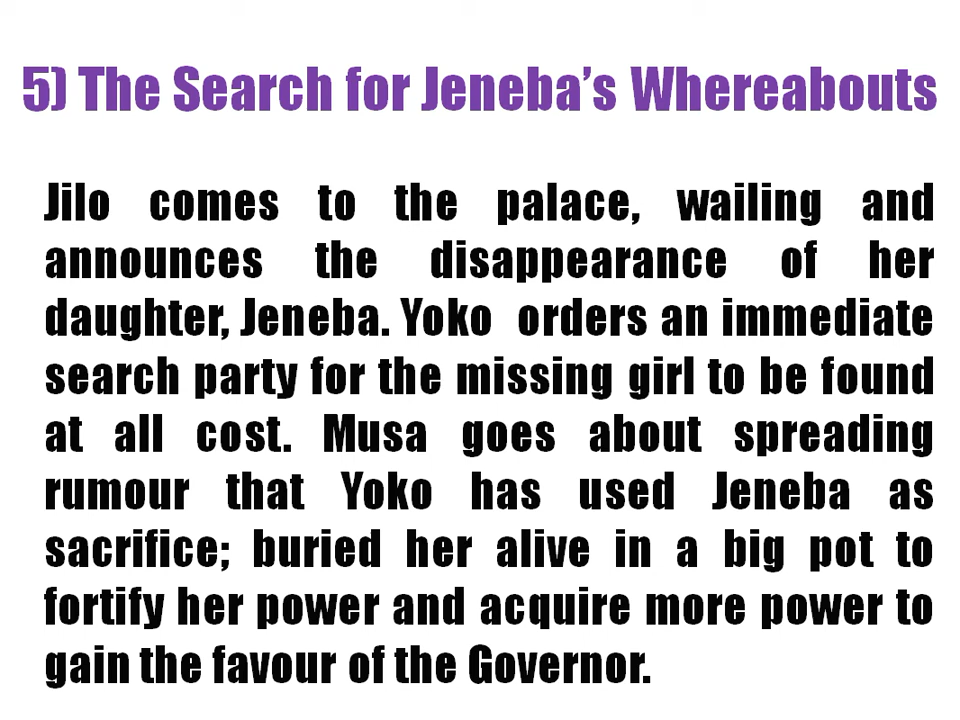 5) The Search for Jeneba’s Whereabouts
Jilo comes to the palace, wailing and
announces the disappearance of her
daughter, Jeneba. Yoko orders an immediate
search party for the missing girl to be found
at all cost. Musa goes about spreading
rumour that Yoko has used Jeneba as
sacrifice; buried her alive in a big pot to
fortify her power and acquire more power to
gain the favour of the Governor.